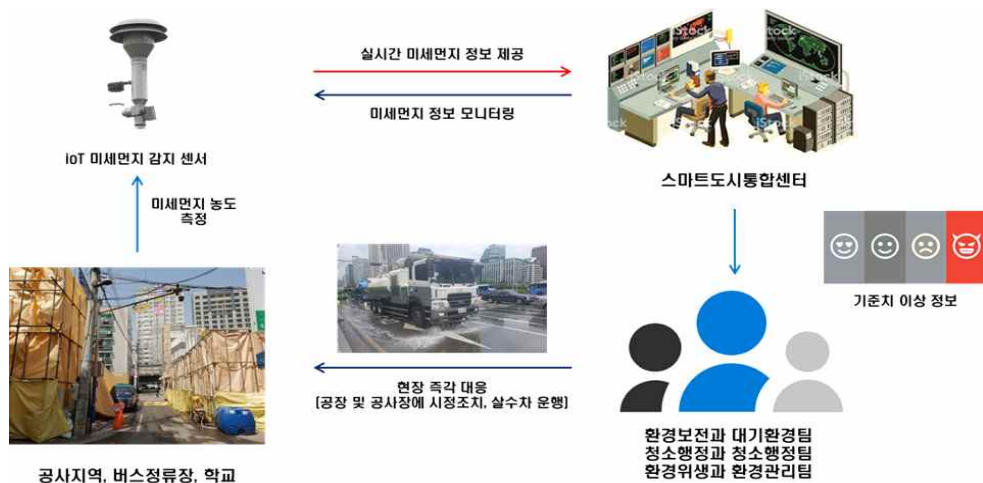 실시간 미세먼지 정보 제공
미세먼지 정보 모니터링
iStock
iStock
iStock
iStock
ioT 미세먼지 감지 센서
스마트도시통합센터
미세먼지 농도
측정
기준치 이상 정보
현장 즉각 대응
[공장 및 공사장에 시정조치, 살수차 운행]
환경보전과 대기환경팀
청소행정과 청소행정팀
환경위생과 환경관리팀
공사지역, 버스정류장, 학교